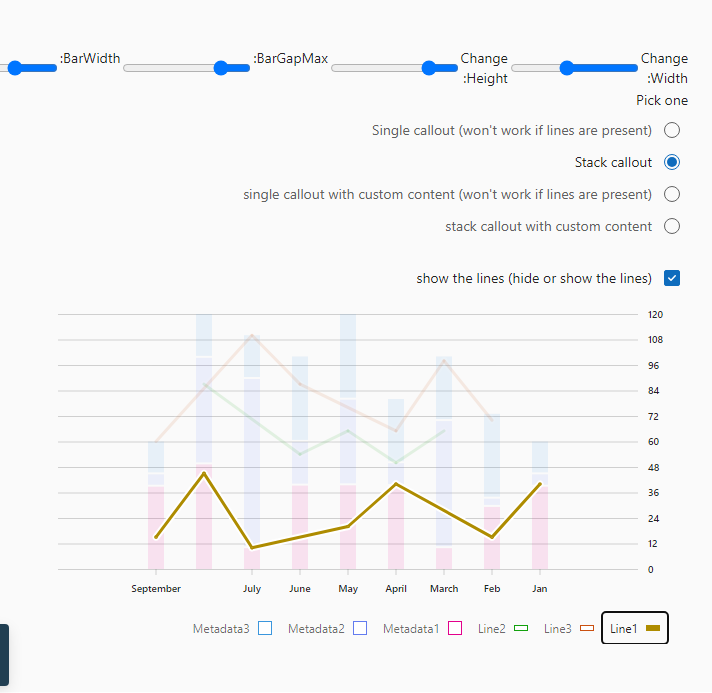 :BarWidth
:BarGapMax
Change
:Height
Change
:Width
Pick one
Single callout (won't work if lines are present)
Stack callout
single callout with custom content (won't work if lines are present)
stack callout with custom content
show the lines (hide or show the lines)
120
108
96
84
72
60
48
36
24
12
0
September July June May April March Feb Jan
Metadata3 Metadata2 Metadata1 Line2 Line3 Line1